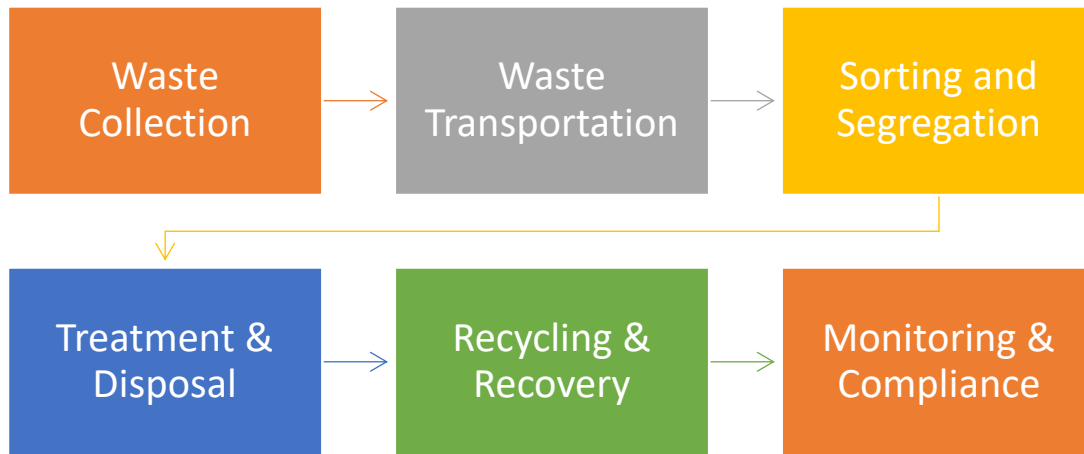 Waste
Collection
Waste
Transportation
Sorting and
Segregation
Treatment &
Disposal
Recycling &
Recovery
Monitoring &
Compliance